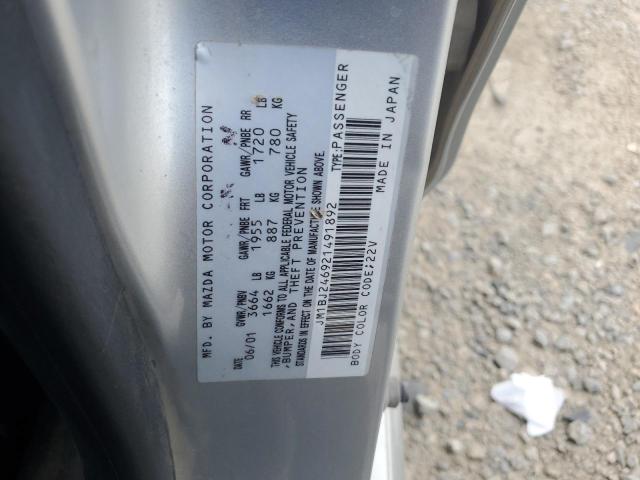 MFD. BY MAZDA MOTOR CORPORATION
DATE GVWR/PNBV GAWR/PNBE FRT GAWR/PNBE RR
06/01 3664 LB 1955 LB 1720 LB
1662 KG 887 KG 780 KG
THIS VEHICLE CONFORMS TO ALL APPLICABLE FEDERAL MOTOR VEHICLE SAFETY
, BUMPER, AND THEFT PREVENTION
STANDARDS IN EFFECT ON THE DATE OF MANUFACTURE SHOWN ABOVE.
JM1BJ246921491892 TYPE:PASSENGER
BODY COLOR CODE;22V MADE IN JAPAN